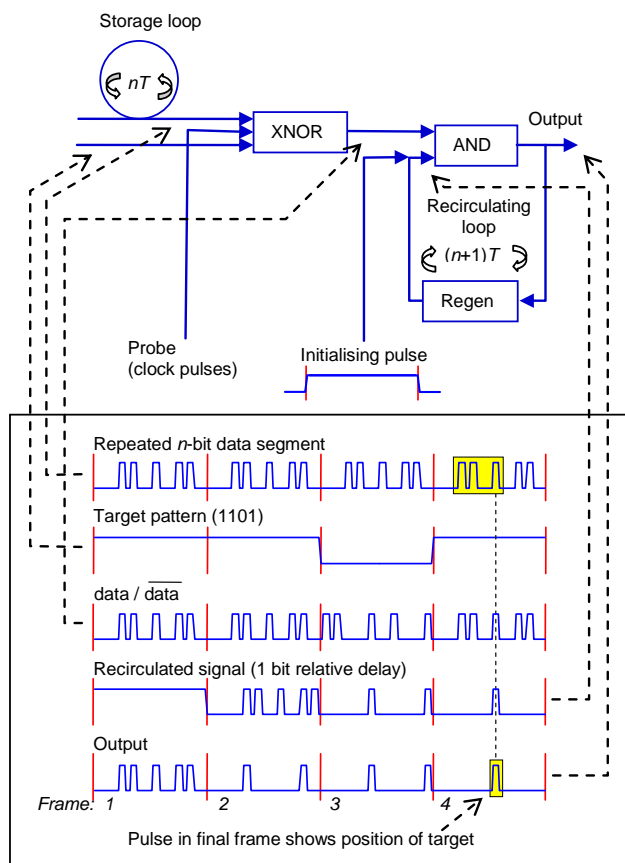 Storage loop
nT
XNOR
AND
Output
Recirculating
loop
(n+1)T
Regen
Probe
(clock pulses)
Initialising pulse
Repeated n-bit data segment
Target pattern (1101)
data / data
Recirculated signal (1 bit relative delay)
Output
Frame: 1 2 3 4
Pulse in final frame shows position of target